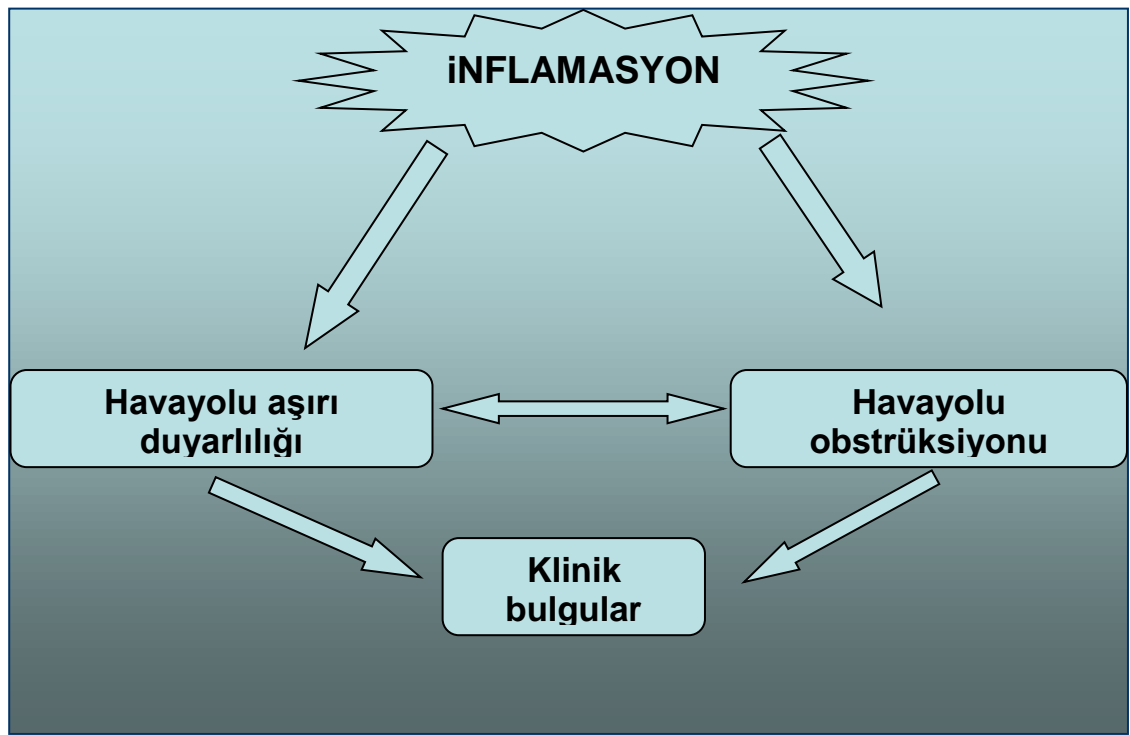 iNFLAMASYON
Havayolu aşırı
duyarlılığı
Havayolu
obstrüksiyonu
Klinik
bulgular